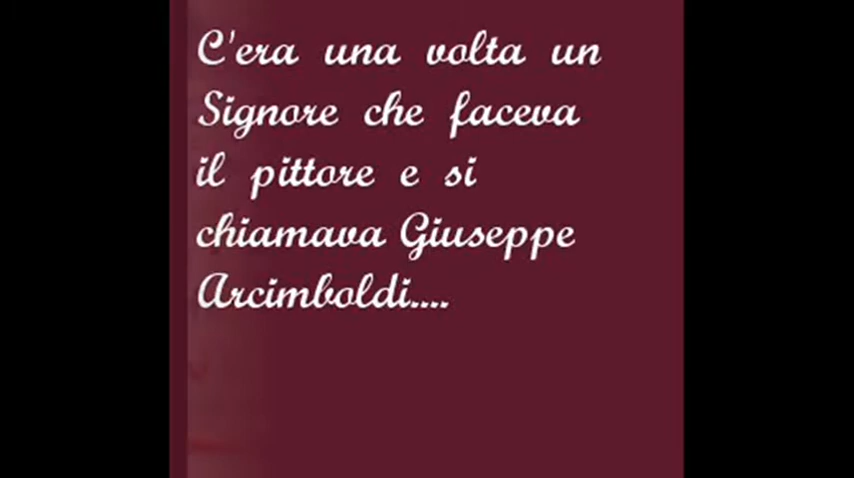 C'era una volta un
Signore che faceva
il pittore e si
chiamava Giuseppe
Arcimboldi....